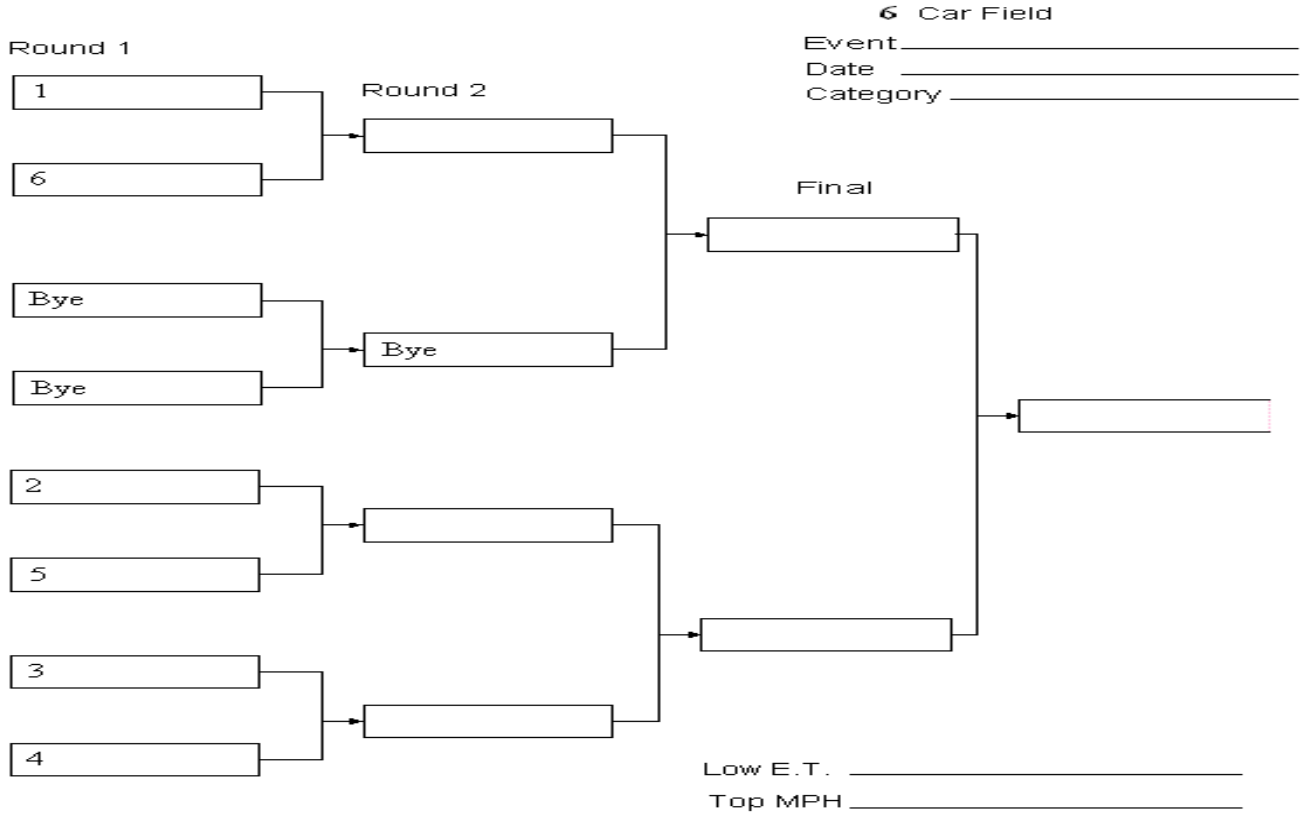 6 Car Field
Event
Date
Category
Round 1
1
6
Bye
Bye
2
5
3
4
Round 2
Bye
Final
Low E.T.
Top MPH